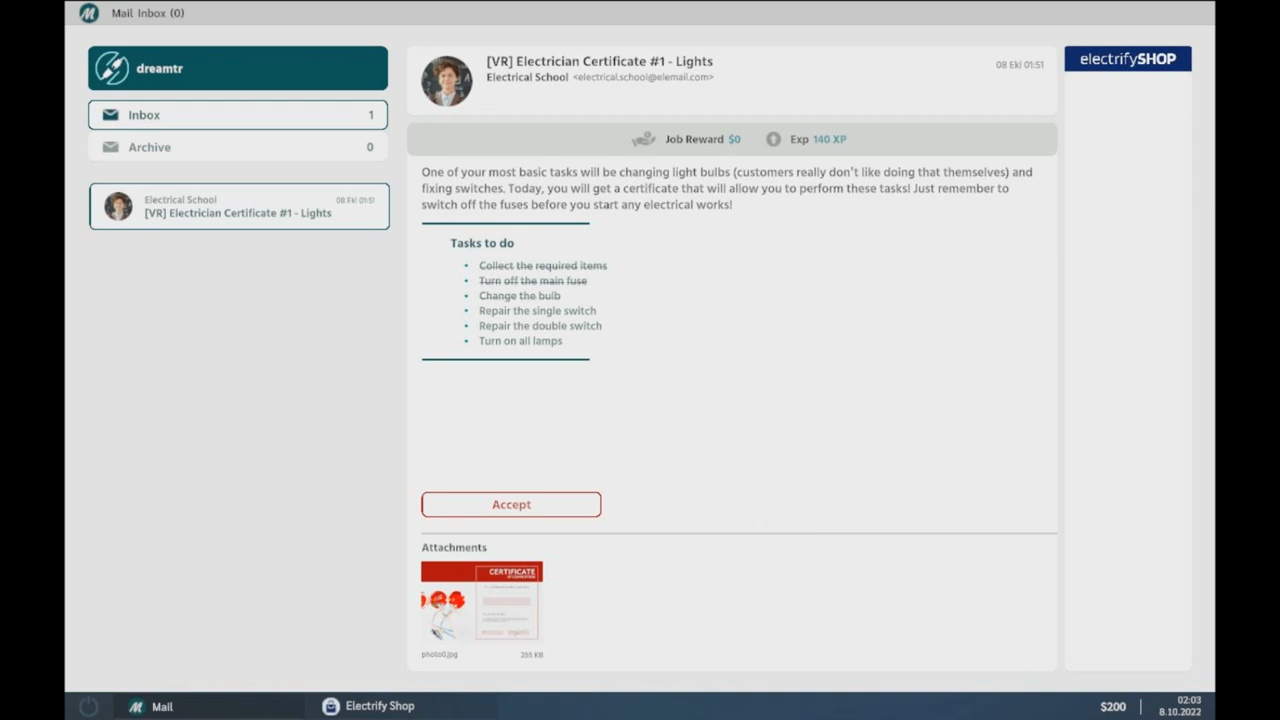 Mail Inbox (0)
dreamtr
Inbox 1
Archive 0
Electrical School 08 Eki 01:51
[VR] Electrician Certificate #1 - Lights
[VR] Electrician Certificate #1 - Lights
Electrical School <electrical.school@elemail.com>
08 Eki 01:51
Job Reward $0 Exp 140 XP
One of your most basic tasks will be changing light bulbs (customers really don't like doing that themselves) and
fixing switches. Today, you will get a certificate that will allow you to perform these tasks! Just remember to
switch off the fuses before you start any electrical works!
Tasks to do
• Collect the required items
• Turn off the main fuse
• Change the bulb
• Repair the single switch
• Repair the double switch
• Turn on all lamps
Accept
Attachments
CERTIFICATE
photo0.jpg 255 KB
electrifySHOP
Mail
Electrify Shop
$200
02:03
8.10.2022